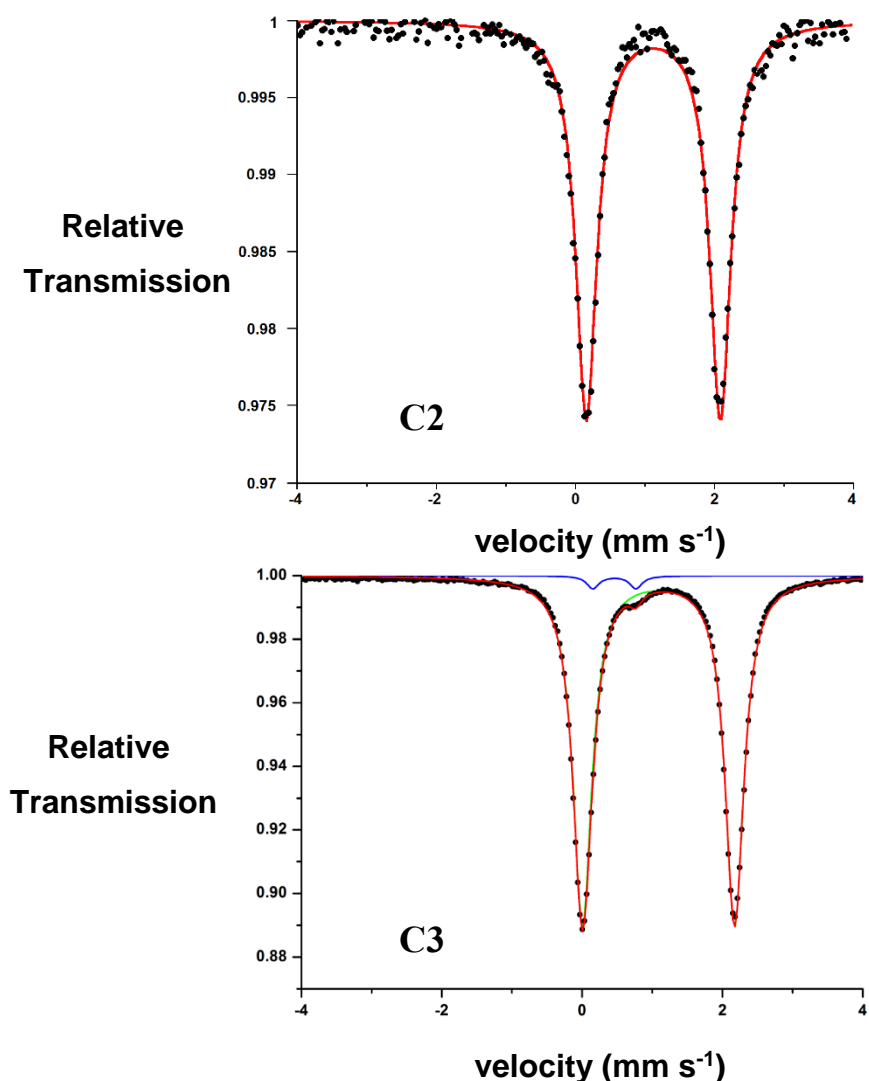 1
0.995
0.99
Relative
0.985
Transmission
0.98
0.975
C2
0.97
-4 -2 0 2 4
velocity (mm s-1)
1.00
0.98
0.96
Relative
0.94
Transmission
0.92
0.90
C3
0.88
-4 -2 0 2 4
velocity (mm s-1)